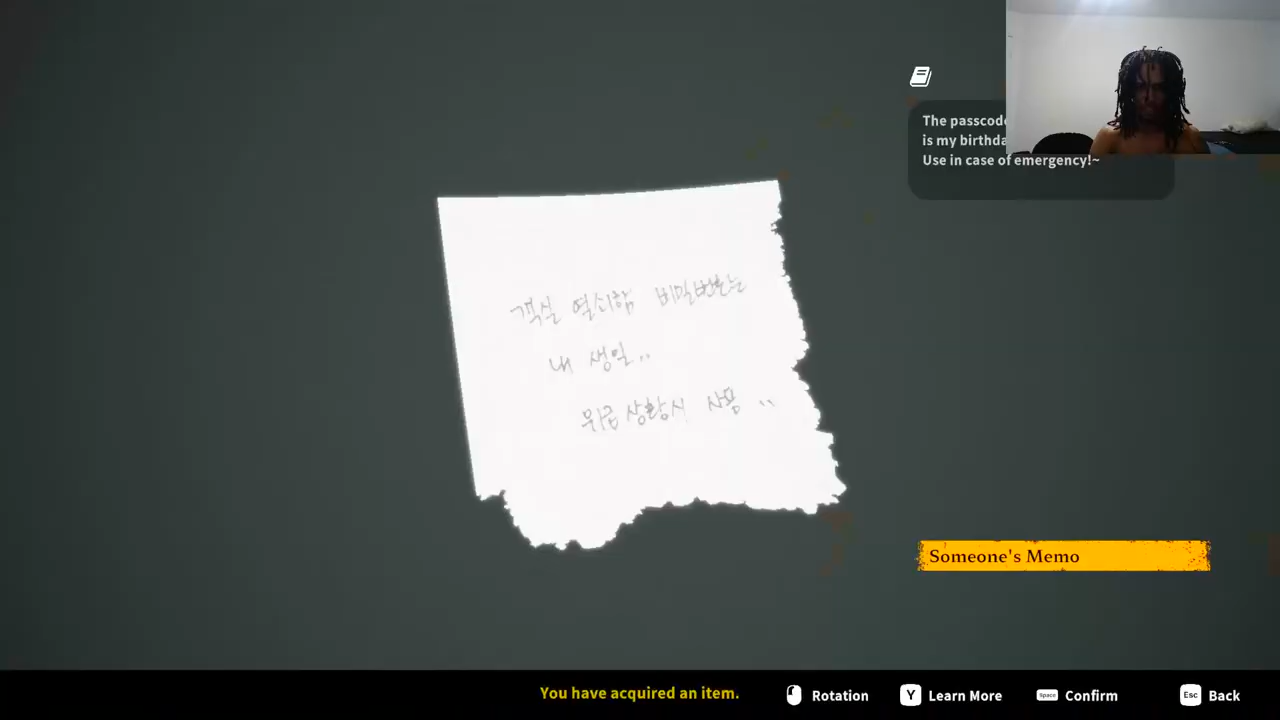 The passcode
is my birthda
Use in case of emergency!~
객실 열쇠함 비밀번호는
내 생일..
위급상황시 사용 ..
Someone's Memo
You have acquired an item.
Rotation
Y
Learn More
Space
Confirm
Esc
Back